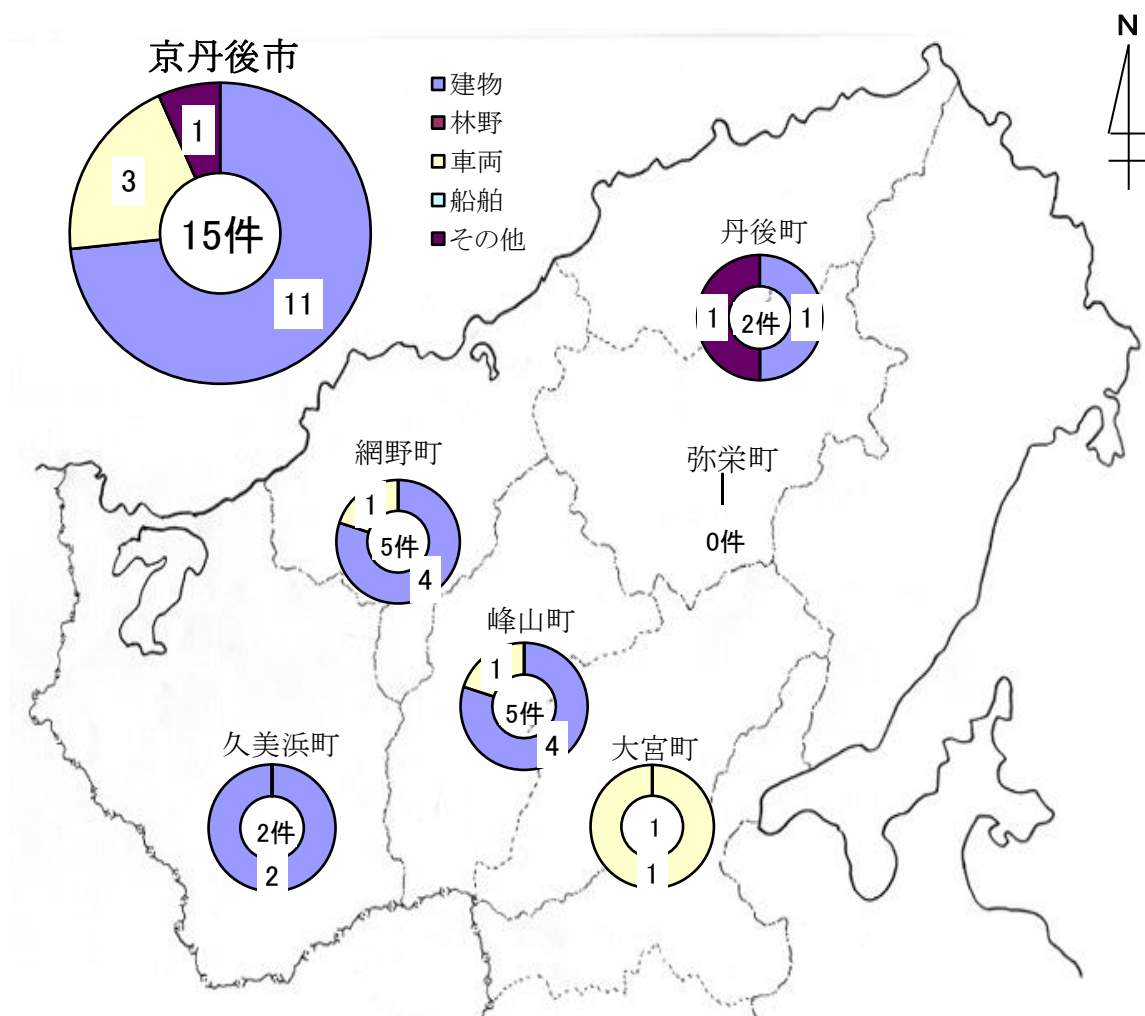 京丹後市
1
3
15件
11
建物
林野
車両
船舶
その他
N
丹後町
1
2件
1
網野町
1
5件
4
弥栄町
0件
峰山町
1
5件
4
久美浜町
2件
2
大宮町
1
1